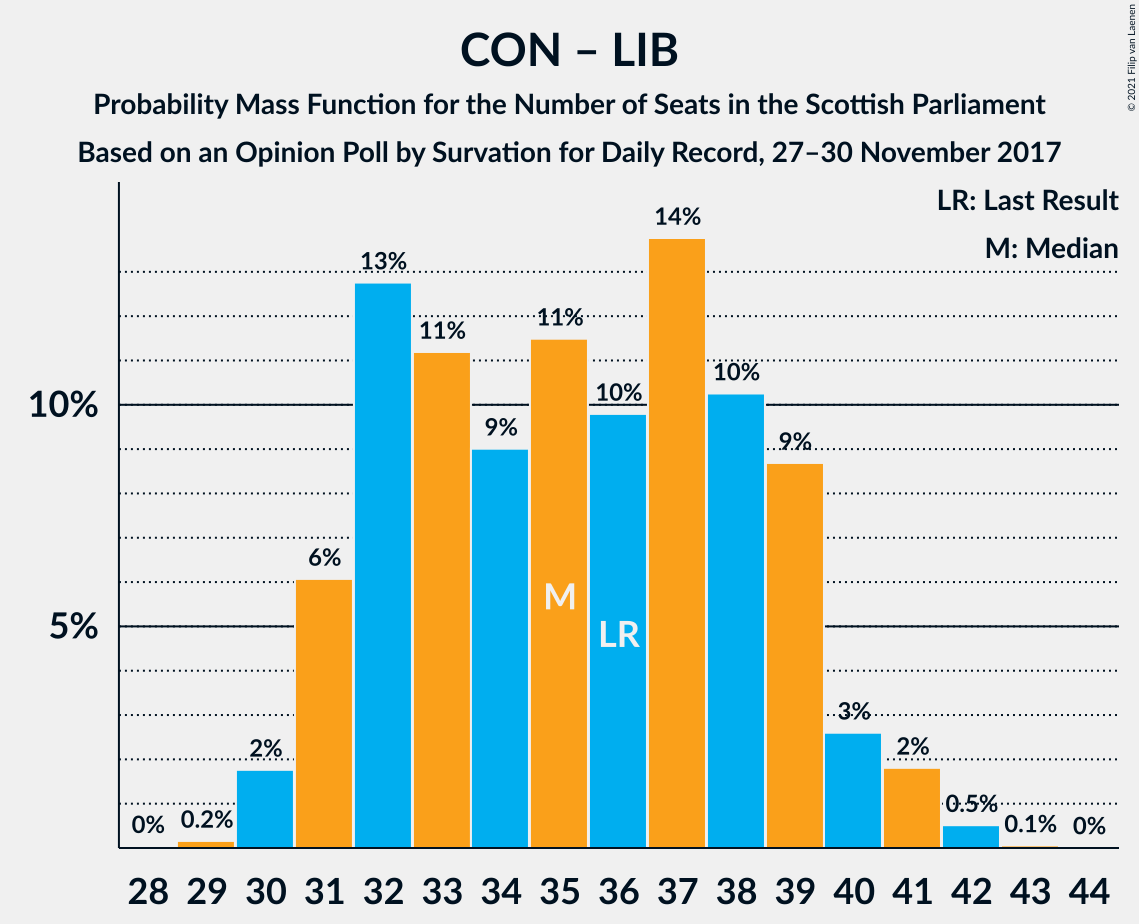 CON – LIB
Probability Mass Function for the Number of Seats in the Scottish Parliament
Based on an Opinion Poll by Survation for Daily Record, 27–30 November 2017
© 2021 Filip van Laenen
LR: Last Result
M: Median
10%
5%
0%
0.2%
2%
6%
13%
11%
9%
11%
10%
14%
10%
9%
3%
2%
0.5%
0.1%
0%
M
LR
28 29 30 31 32 33 34 35 36 37 38 39 40 41 42 43 44